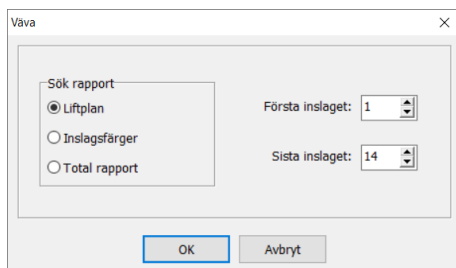 Väva
Sök rapport
Liftplan
Första inslaget: 1
Inslagsfärger
Sista inslaget: 14
Total rapport
OK Avbryt